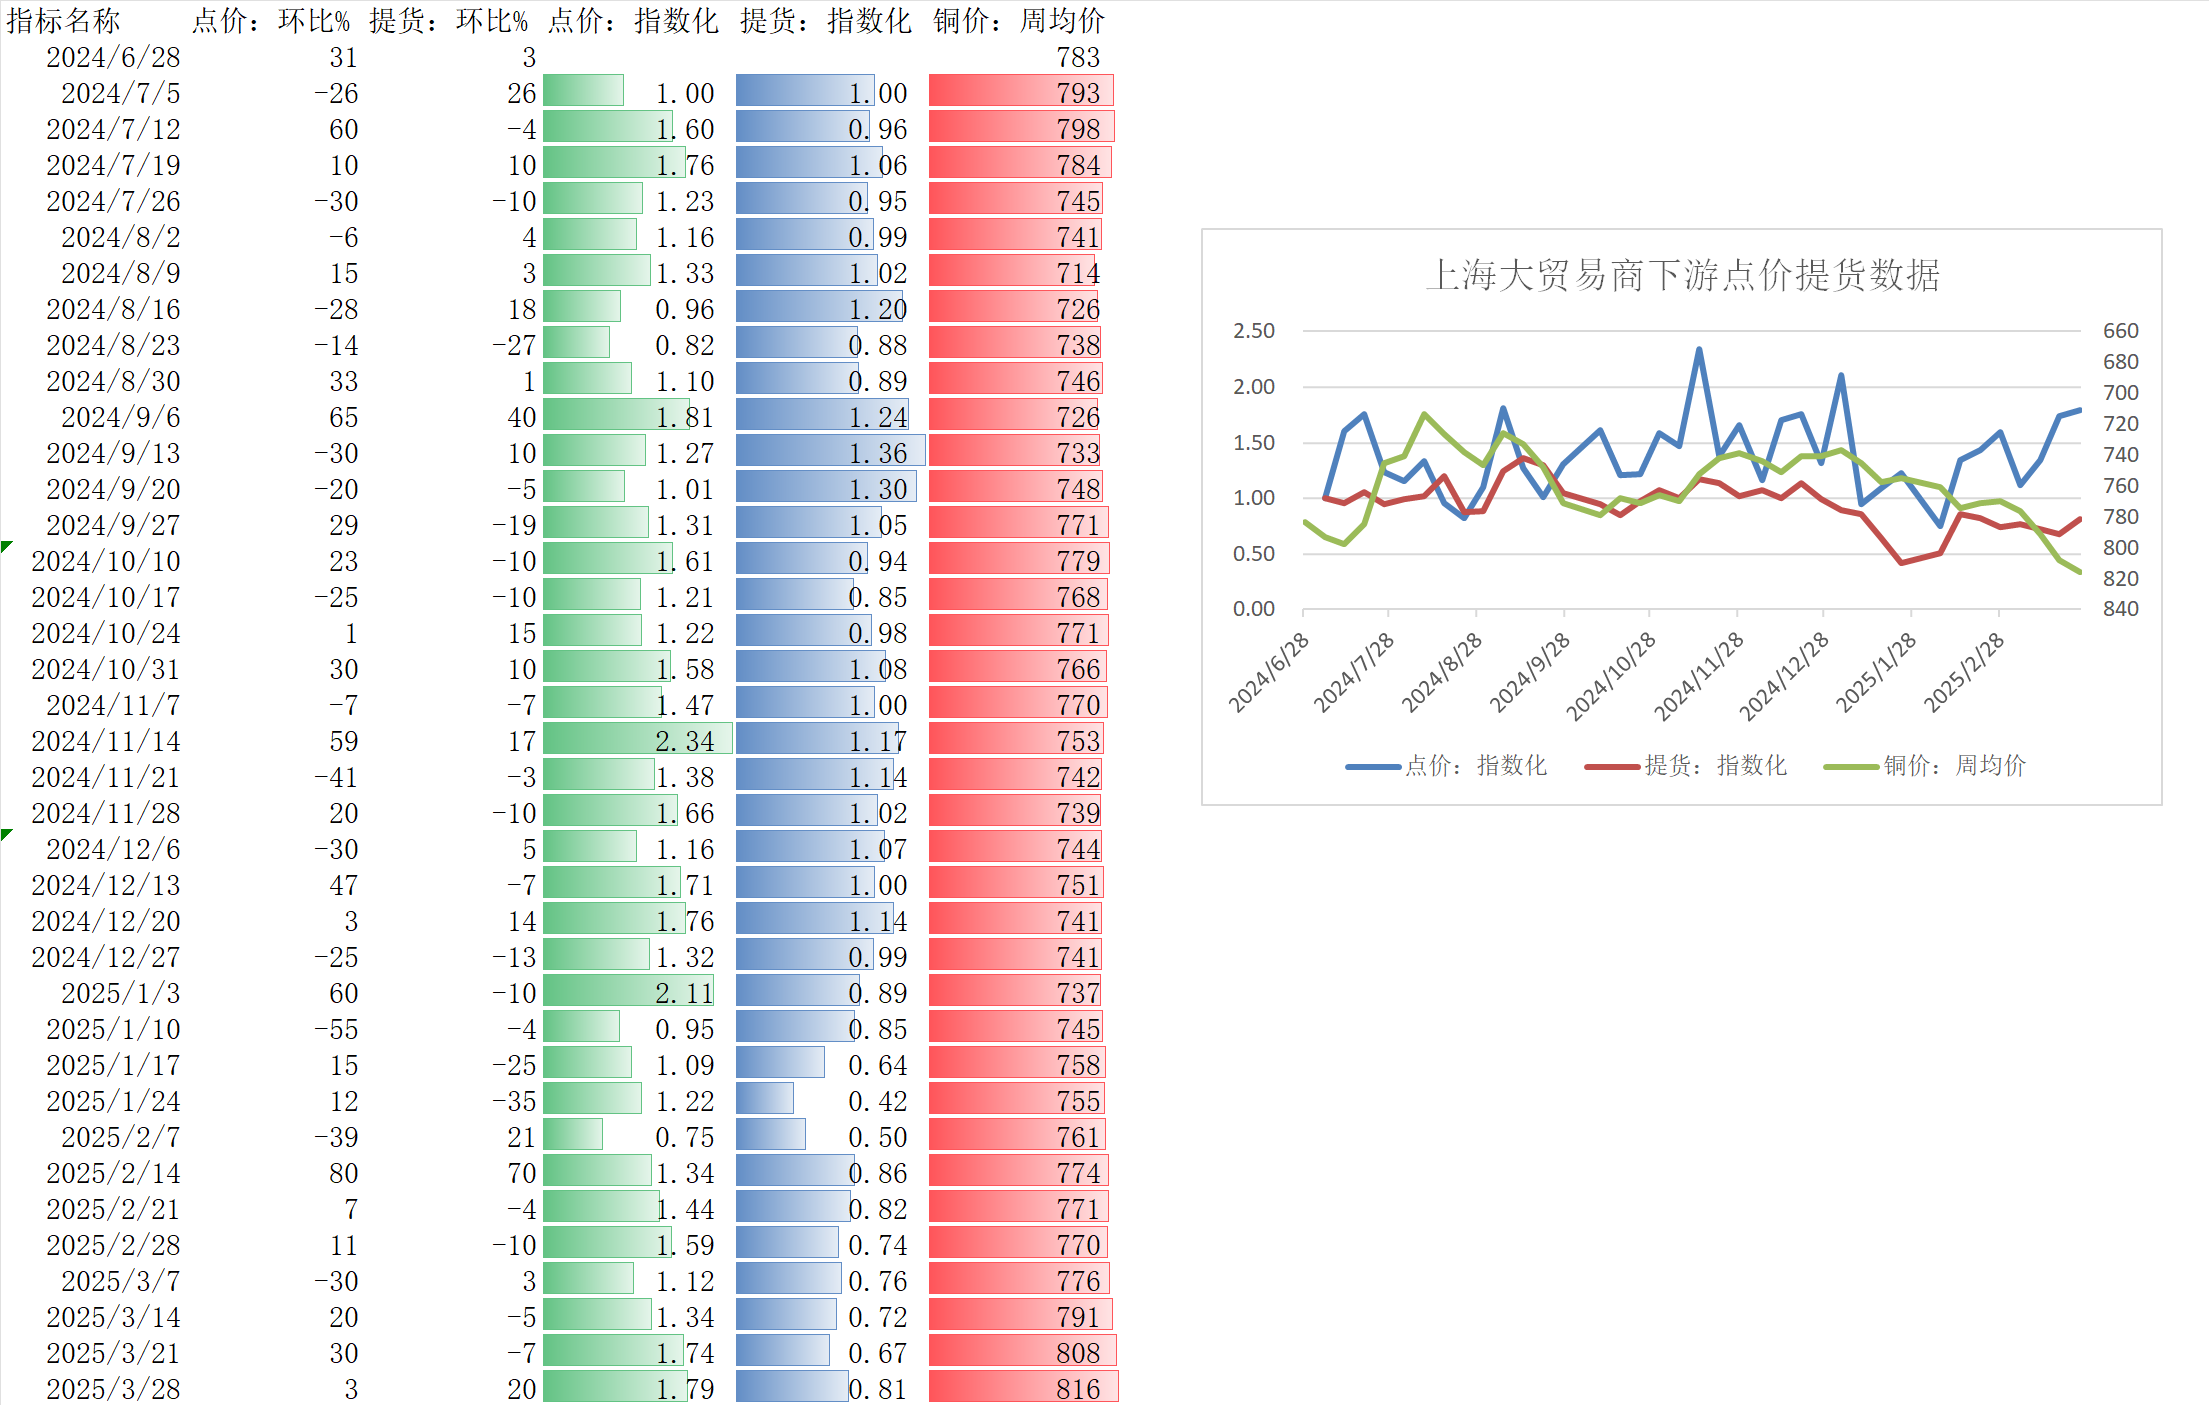 指标名称 点价：环比% 提货：环比% 点价：指数化 提货：指数化 铜价：周均价
2024/6/28 31 3 783
2024/7/5 -26 26 1.00 1.00 793
2024/7/12 60 -4 1.60 0.96 798
2024/7/19 10 10 1.76 1.06 784
2024/7/26 -30 -10 1.23 0.95 745
2024/8/2 -6 4 1.16 0.99 741
2024/8/9 15 3 1.33 1.02 714
2024/8/16 -28 18 0.96 1.20 726
2024/8/23 -14 -27 0.82 0.88 738
2024/8/30 33 1 1.10 0.89 746
2024/9/6 65 40 1.81 1.24 726
2024/9/13 -30 10 1.27 1.36 733
2024/9/20 -20 -5 1.01 1.30 748
2024/9/27 29 -19 1.31 1.05 771
2024/10/10 23 -10 1.61 0.94 779
2024/10/17 -25 -10 1.21 0.85 768
2024/10/24 1 15 1.22 0.98 771
2024/10/31 30 10 1.58 1.08 766
2024/11/7 -7 -7 1.47 1.00 770
2024/11/14 59 17 2.34 1.17 753
2024/11/21 -41 -3 1.38 1.14 742
2024/11/28 20 -10 1.66 1.02 739
2024/12/6 -30 5 1.16 1.07 744
2024/12/13 47 -7 1.71 1.00 751
2024/12/20 3 14 1.76 1.14 741
2024/12/27 -25 -13 1.32 0.99 741
2025/1/3 60 -10 2.11 0.89 737
2025/1/10 -55 -4 0.95 0.85 745
2025/1/17 15 -25 1.09 0.64 758
2025/1/24 12 -35 1.22 0.42 755
2025/2/7 -39 21 0.75 0.50 761
2025/2/14 80 70 1.34 0.86 774
2025/2/21 7 -4 1.44 0.82 771
2025/2/28 11 -10 1.59 0.74 770
2025/3/7 -30 3 1.12 0.76 776
2025/3/14 20 -5 1.34 0.72 791
2025/3/21 30 -7 1.74 0.67 808
2025/3/28 3 20 1.79 0.81 816
上海大贸易商下游点价提货数据
2.50
2.00
1.50
1.00
0.50
0.00
660
680
700
720
740
760
780
800
820
840
2024/6/28
2024/7/28
2024/8/28
2024/9/28
2024/10/28
2024/11/28
2024/12/28
2025/1/28
2025/2/28
点价：指数化 提货：指数化 铜价：周均价